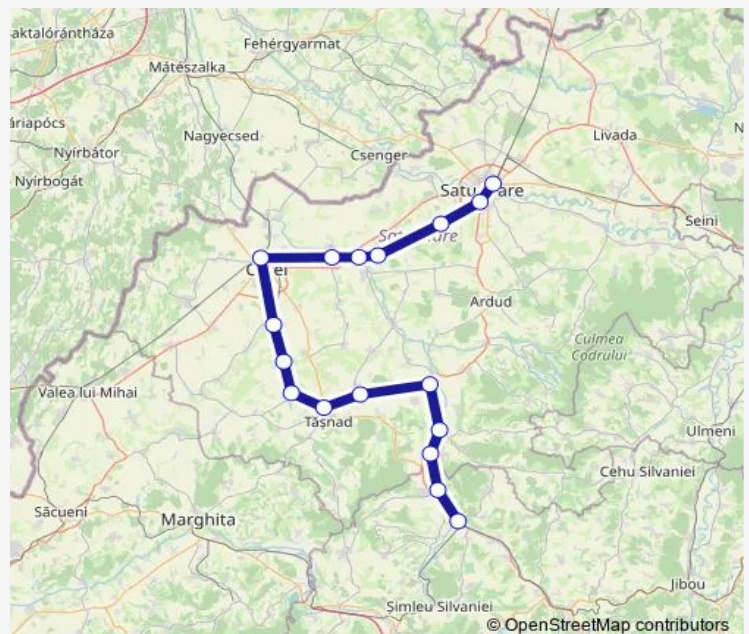 aktalórántháza
Fehérgyarmat
Mátészalka
áriapócs
Nagyecsed
Livada
Nyírbátor
Csenger
Nyírbogát
Seini
Ardud
Culmea
Codrului
Valea lui Mihai
Tășnad
Ulmeni
Cehu Silvaniei
Săcueni
Marghita
Jibou
Șimleu Silvaniei
© OpenStreetMap contributors